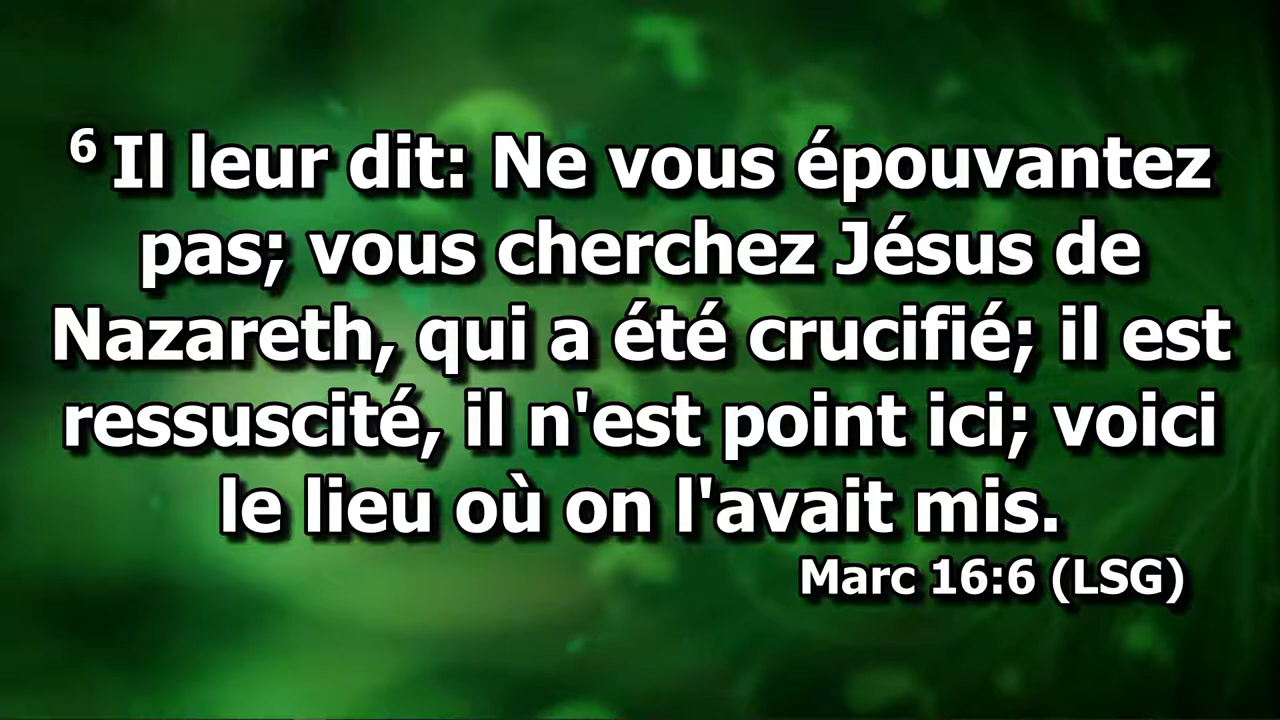 6 Il leur dit: Ne vous épouvantez
pas; vous cherchez Jésus de
Nazareth, qui a été crucifié; il est
ressuscité, il n'est point ici; voici
le lieu où on l'avait mis.
Marc 16:6 (LSG)